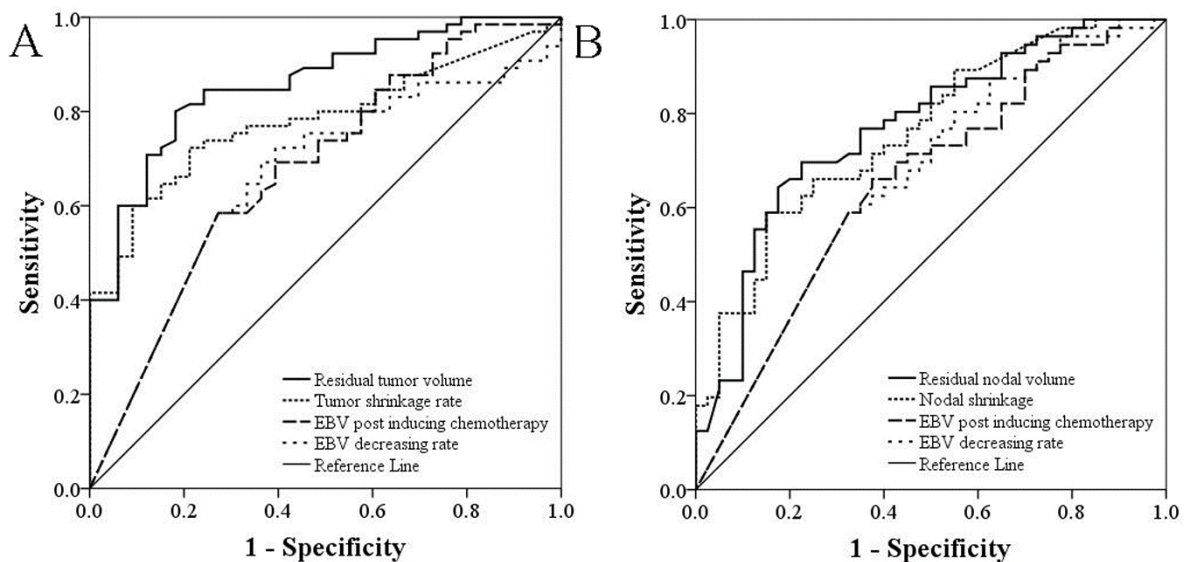 A
1.0
0.8
0.6
0.4
0.2
0.0
Sensitivity
Residual tumor volume
Tumor shrinkage rate
EBV post inducing chemotherapy
EBV decreasing rate
Reference Line
0.0 0.2 0.4 0.6 0.8 1.0
1 - Specificity
B
1.0
0.8
0.6
0.4
0.2
0.0
Sensitivity
Residual nodal volume
Nodal shrinkage
EBV post inducing chemotherapy
EBV decreasing rate
Reference Line
0.0 0.2 0.4 0.6 0.8 1.0
1 - Specificity